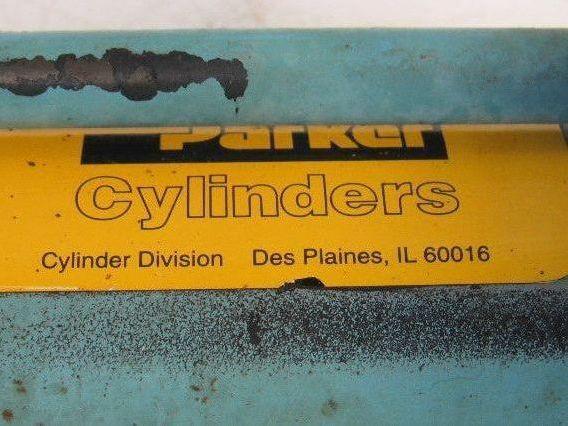 Parker
Cylinders
Cylinder Division Des Plaines, IL 60016